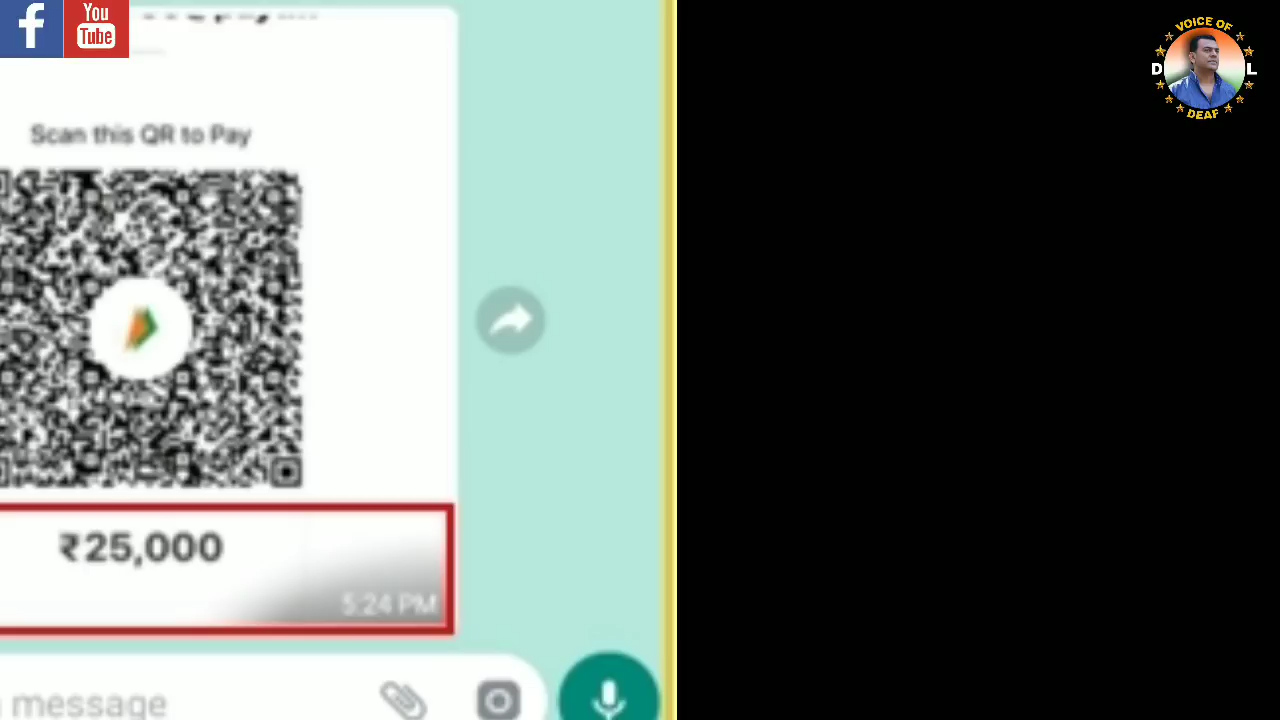 f
You
Tube
VOICE OF
D L
DEAF
Scan this QR to Pay
₹25,000
5:24 PM
message